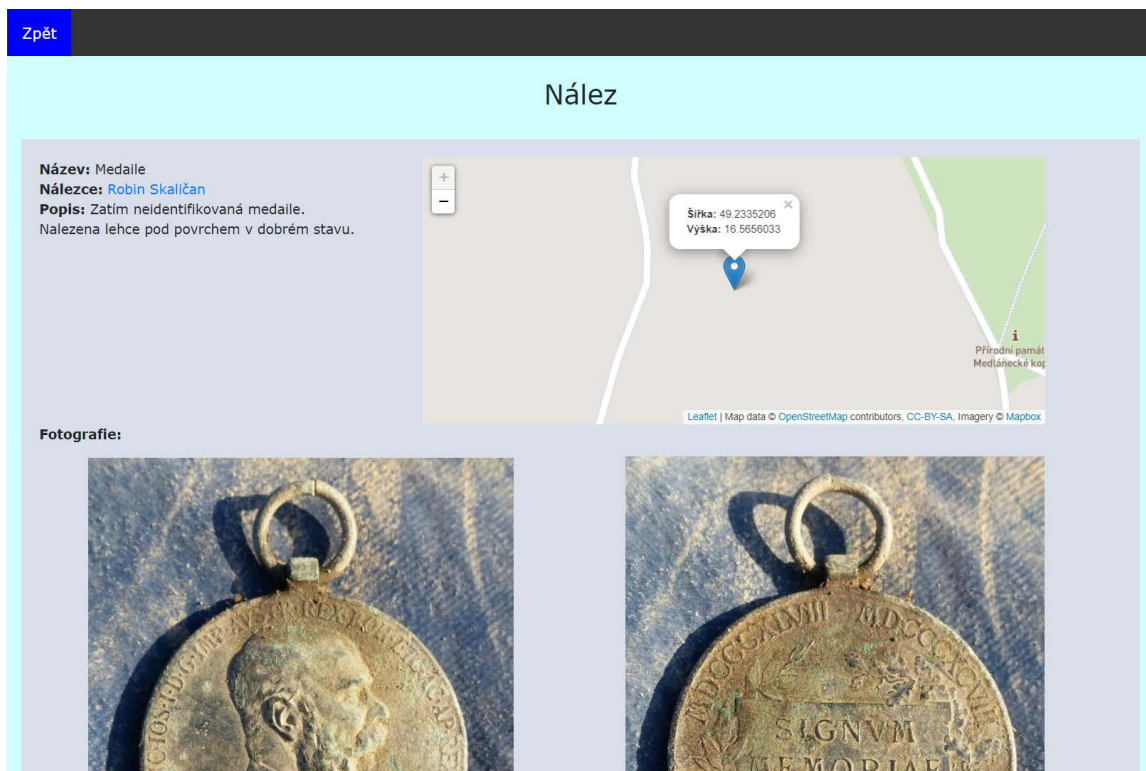 Zpět
Nález
Název: Medaile
Nálezce: Robin Skaličan
Popis: Zatím neidentifikovaná medaile.
Nalezena lehce pod povrchem v dobrém stavu.
+
−
Šířka: 49.2335206
Výška: 16.5656033
×
i
Přírodní památ
Medlánecké kop
Leaflet | Map data © OpenStreetMap contributors, CC-BY-SA, Imagery © Mapbox
Fotografie:
MDCCCXLVIII MDCCCXCVIII
SIGNVM
MEMORIAE